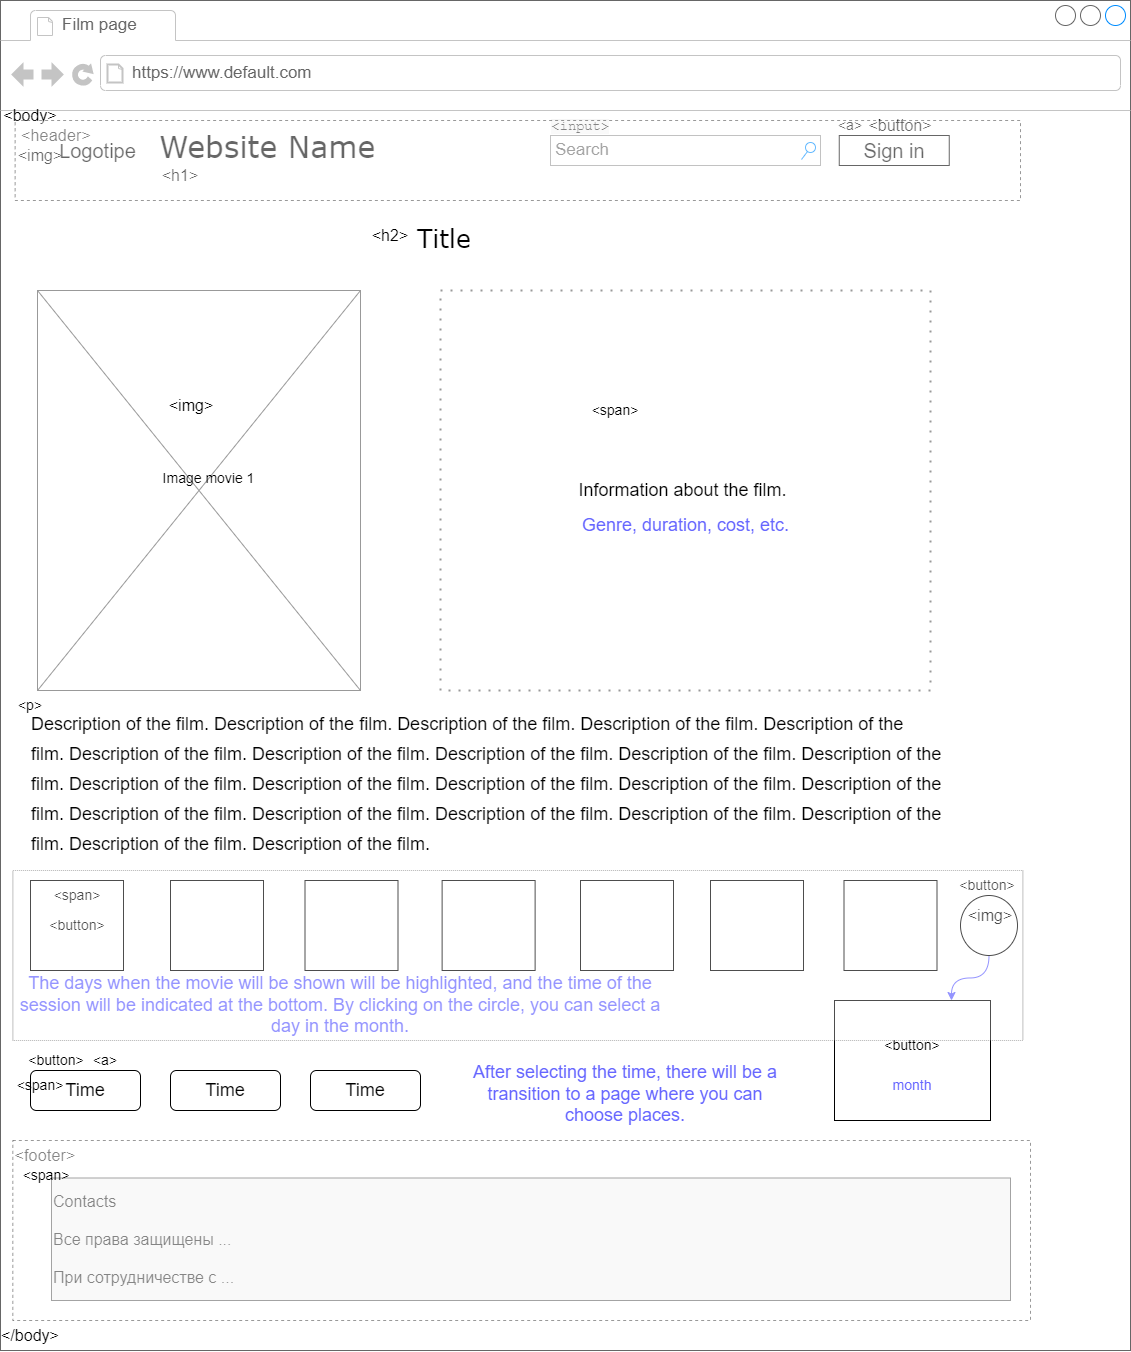 Film page
https://www.default.com
<body>
<header>
<img>
Logotipe
Website Name
<h1>
<input>
Search
<a> <button>
Sign in
<h2> Title
<img>
Image movie 1
<span>
Information about the film.
Genre, duration, cost, etc.
<p>
Description of the film. Description of the film. Description of the film. Description of the film. Description of the
film. Description of the film. Description of the film. Description of the film. Description of the film. Description of the
film. Description of the film. Description of the film. Description of the film. Description of the film. Description of the
film. Description of the film. Description of the film. Description of the film. Description of the film. Description of the
film. Description of the film. Description of the film.
<span>
<button>
<button>
<img>
The days when the movie will be shown will be highlighted, and the time of the
session will be indicated at the bottom. By clicking on the circle, you can select a
day in the month.
<button>
month
<button> <a>
<span> Time
Time
Time
After selecting the time, there will be a
transition to a page where you can
choose places.
<footer>
<span>
Contacts
Все права защищены ...
При сотрудничестве с ...
</body>